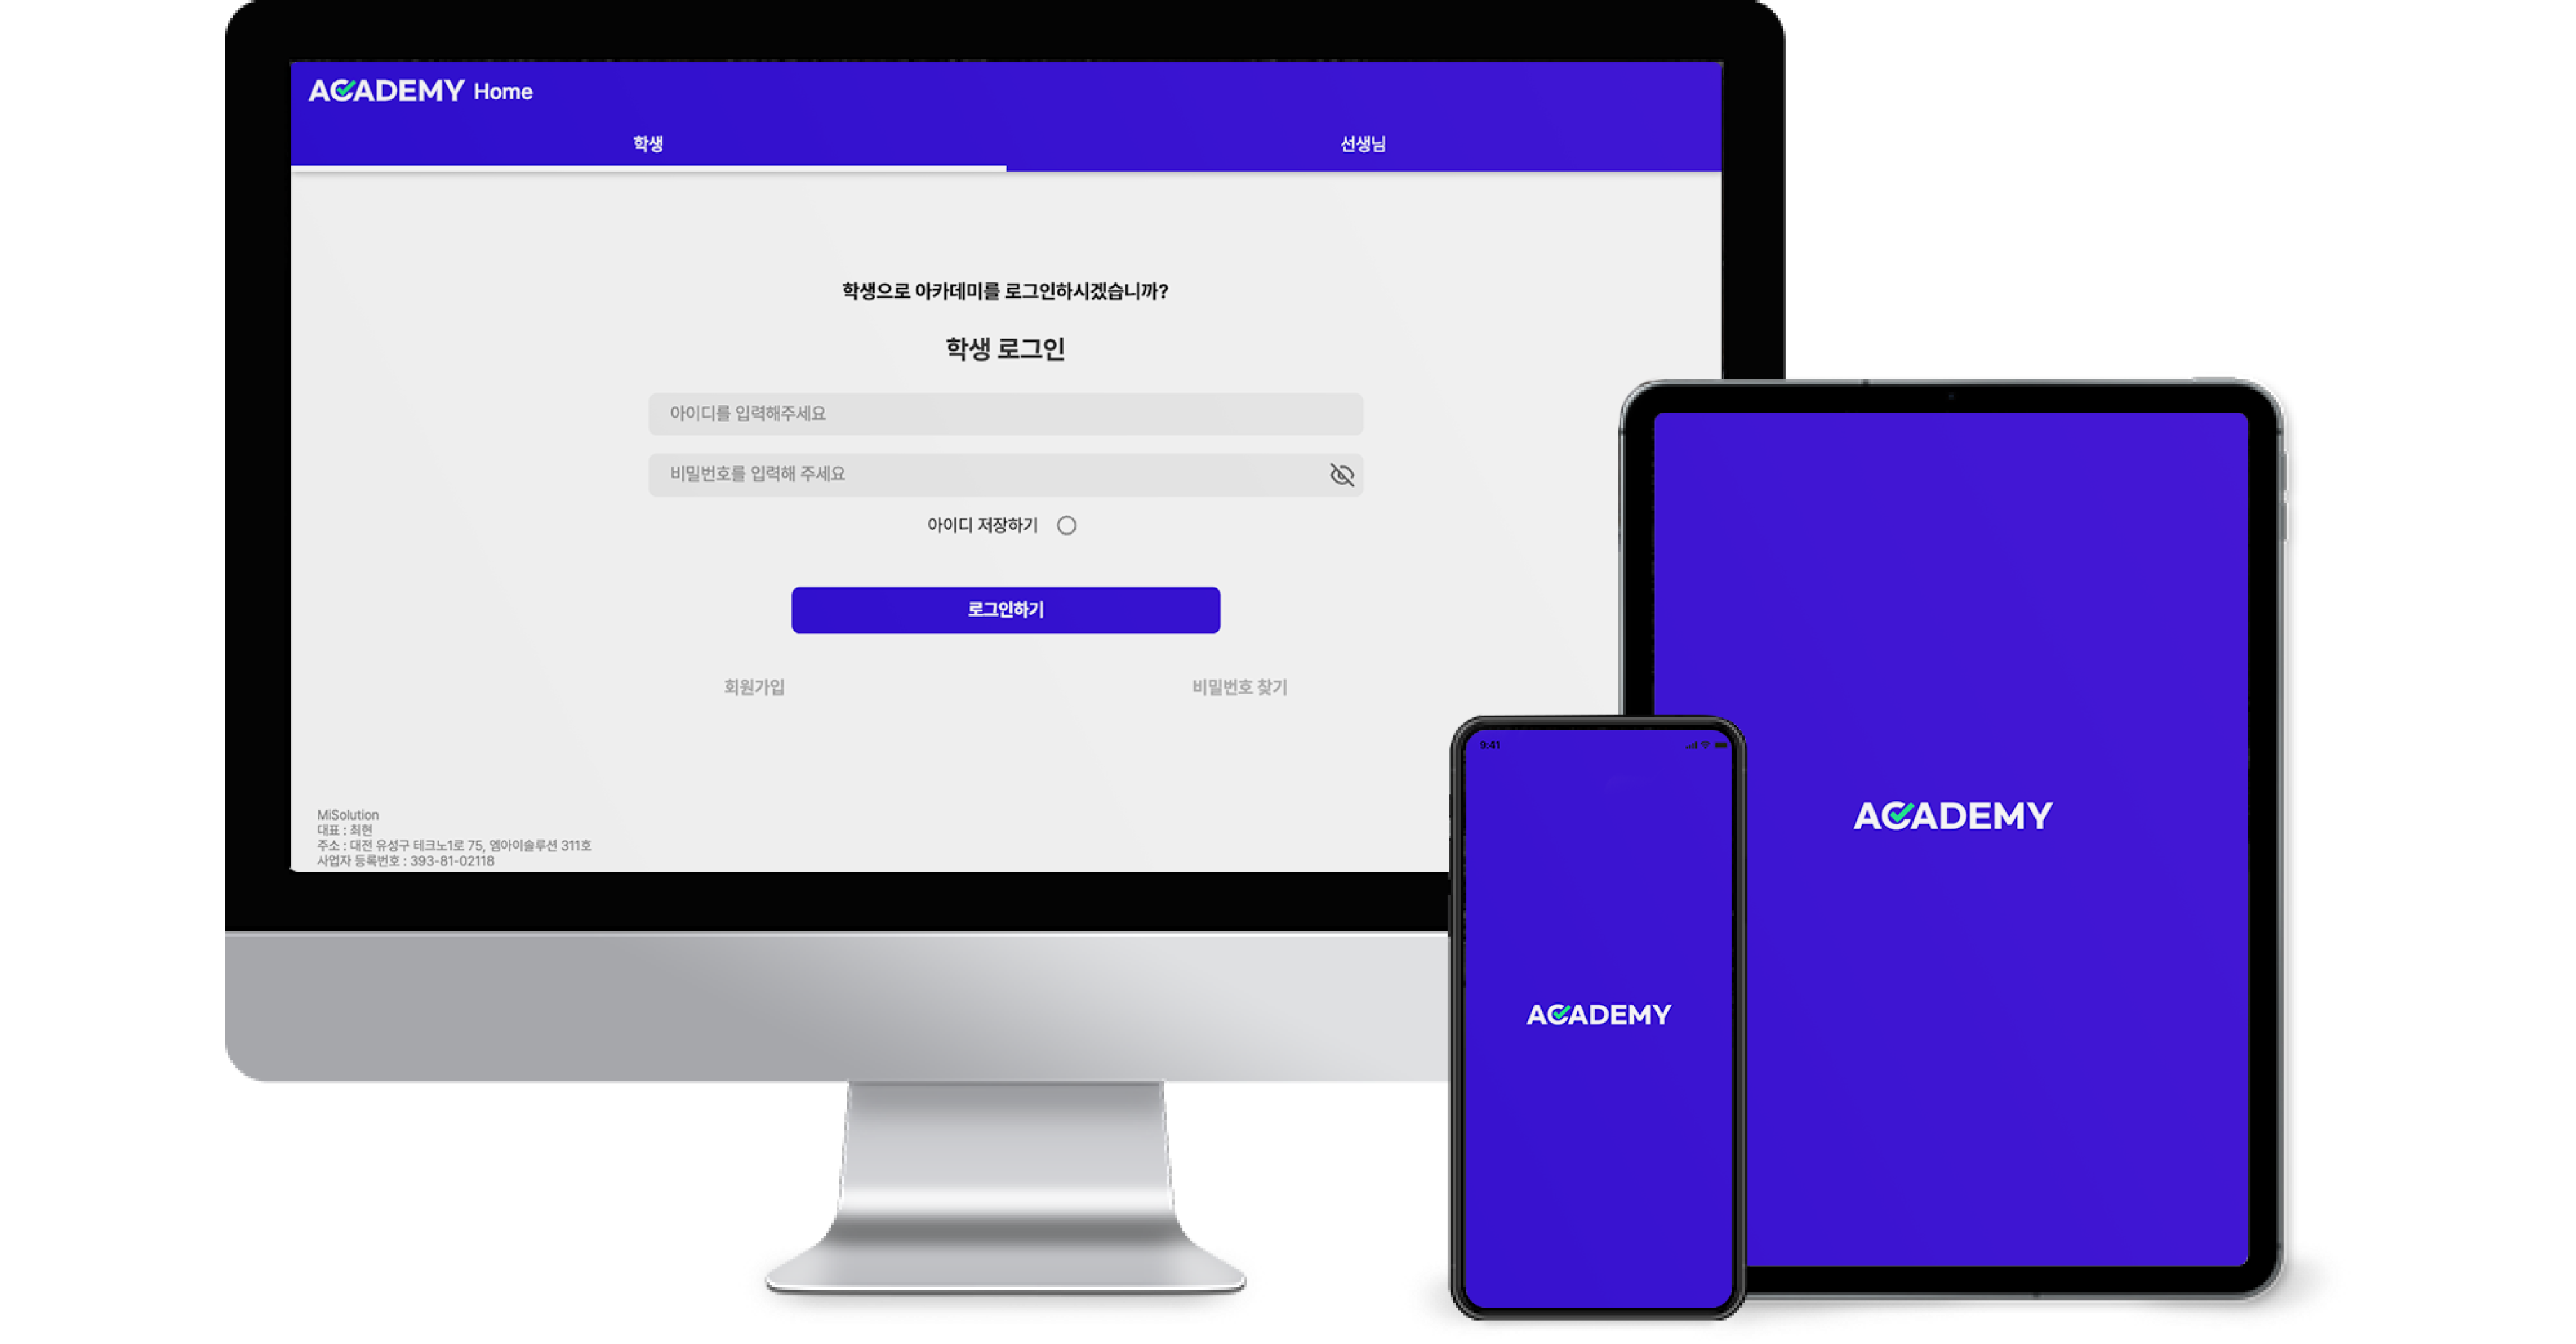 ACADEMY Home
학생
선생님
학생으로 아카데미를 로그인하시겠습니까?
학생 로그인
아이디를 입력해주세요
비밀번호를 입력해 주세요
아이디 저장하기
로그인하기
회원가입
비밀번호 찾기
MiSolution
대표 : 최현
주소 : 대전 유성구 테크노1로 75, 엠아이솔루션 311호
사업자 등록번호 : 393-81-02118
9:41
ACADEMY
ACADEMY